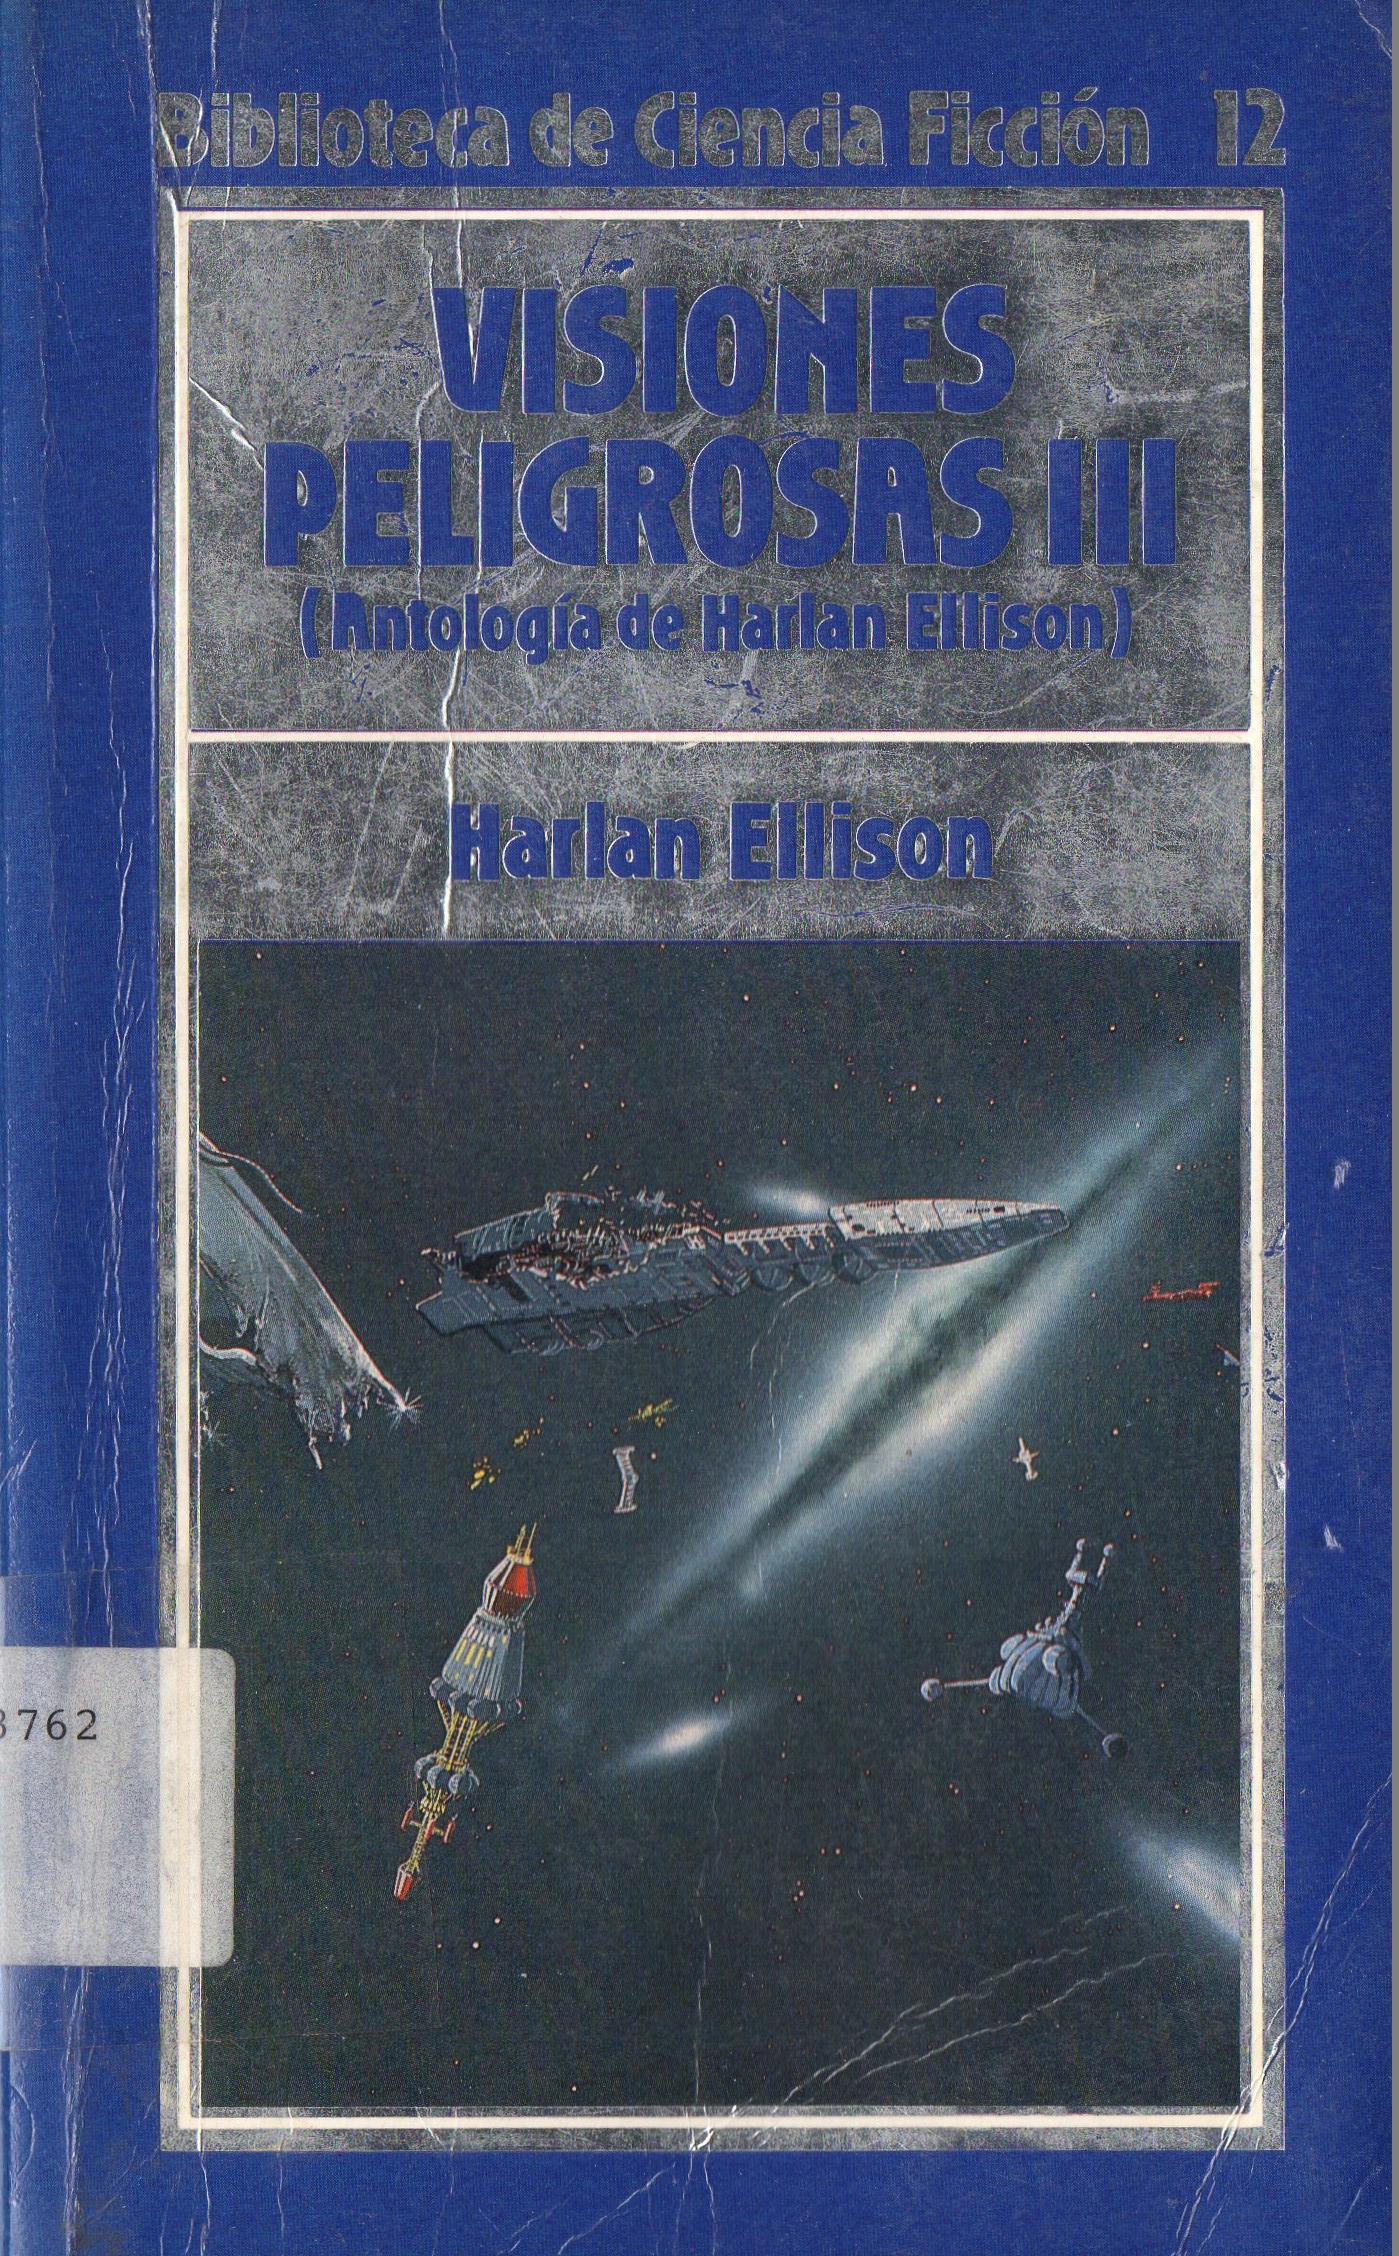 Biblioteca de Ciencia Ficción 12
VISIONES
PELIGROSAS III
(Antología de Harlan Ellison)
Harlan Ellison
3762